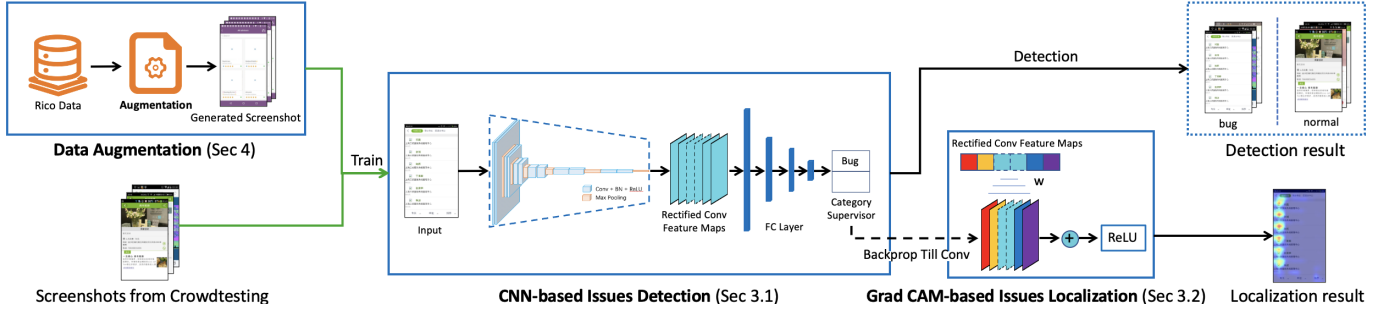 Rico Data
Augmentation
Generated Screenshot
Data Augmentation (Sec 4)
Screenshots from Crowdtesting
Train
Input
Conv + BN + ReLU
Max Pooling
Rectified Conv
Feature Maps
FC Layer
Bug
Category
Supervisor
CNN-based Issues Detection (Sec 3.1)
Detection
bug
normal
Detection result
Rectified Conv Feature Maps
W
ReLU
Backprop Till Conv
Grad CAM-based Issues Localization (Sec 3.2)
Localization result